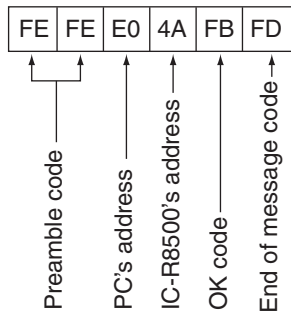 FE FE E0 4A FB FD
Preamble code
PC's address
IC-R8500's address
OK code
End of message code